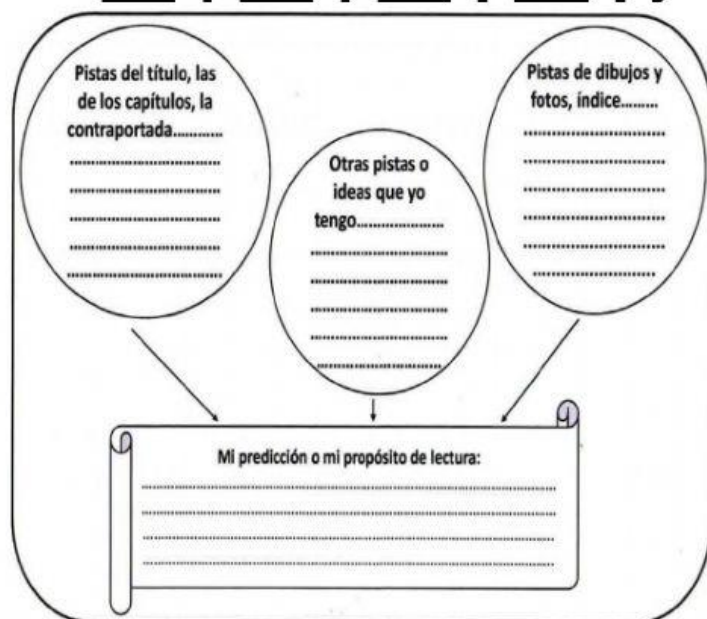 Pistas del título, las
de los capítulos, la
contraportada............
Otras pistas o
ideas que yo
tengo.....................
Pistas de dibujos y
fotos, índice.........
Mi predicción o mi propósito de lectura: